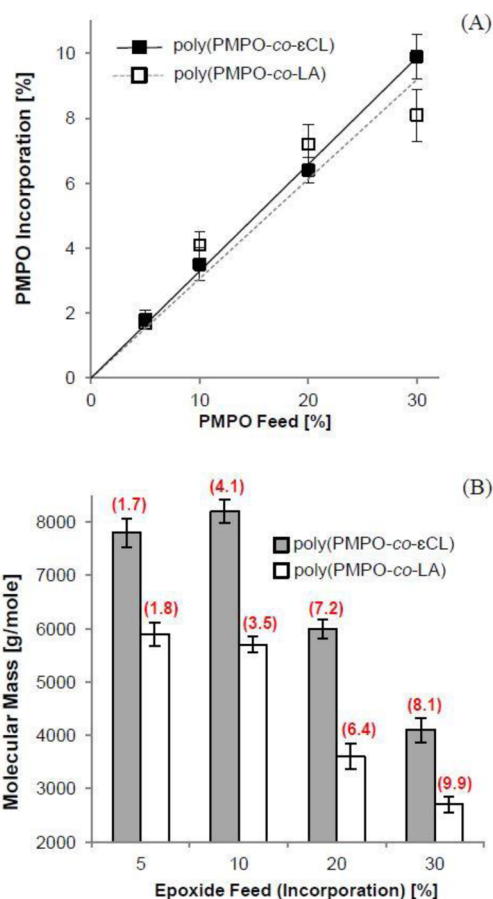 (A)
poly(PMPO-co-εCL)
poly(PMPO-co-LA)
PMPO Incorporation [%]
10
8
6
4
2
0
0 10 20 30
PMPO Feed [%]
(B)
(1.7) (4.1)
poly(PMPO-co-εCL)
poly(PMPO-co-LA)
(1.8) (3.5) (7.2) (6.4) (8.1) (9.9)
Molecular Mass [g/mole]
8000
7000
6000
5000
4000
3000
2000
5 10 20 30
Epoxide Feed (Incorporation) [%]